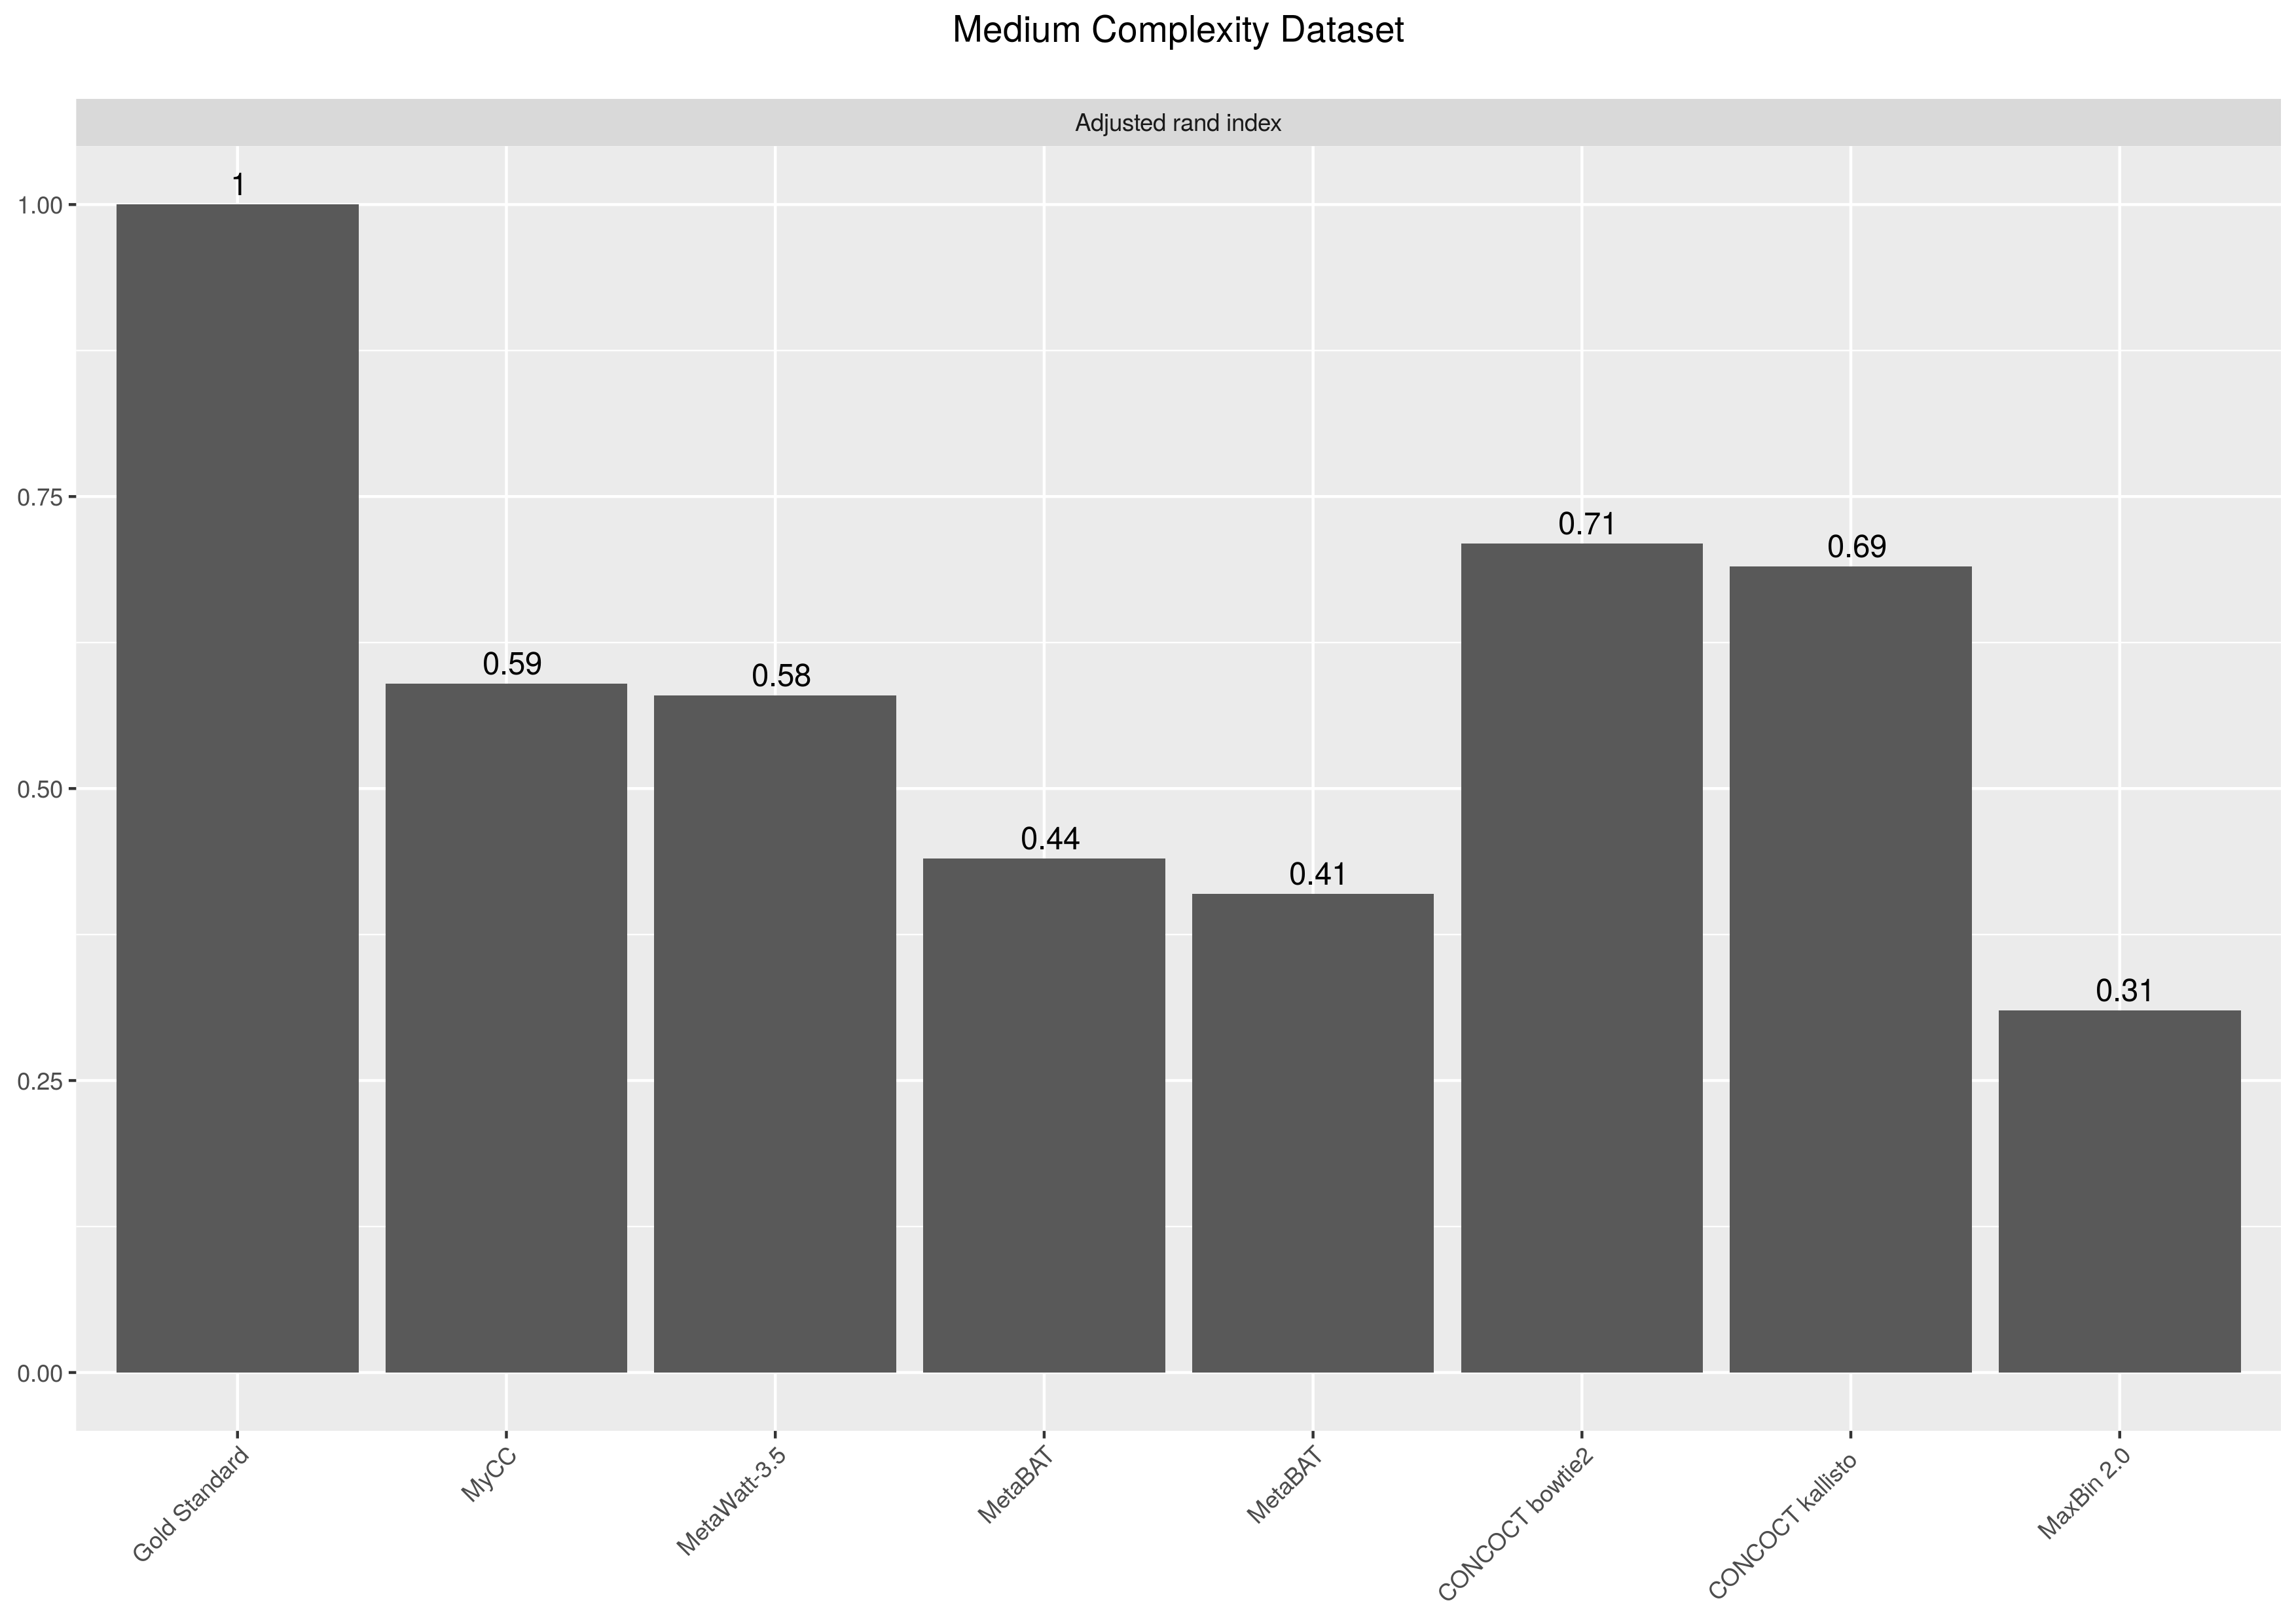 Medium Complexity Dataset
Adjusted rand index
1.00
0.75
0.50
0.25
0.00
1
0.59
0.58
0.44
0.41
0.71
0.69
0.31
Gold Standard
MyCC
MetaWatt-3.5
MetaBAT
MetaBAT
CONCOCT bowtie2
CONCOCT kallisto
MaxBin 2.0